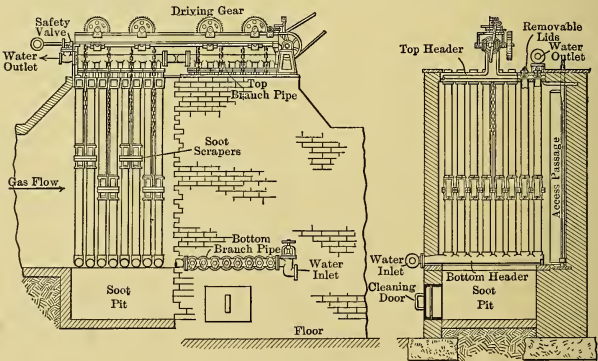 Driving Gear
Safety
Valve
Water
Outlet
Top
Branch Pipe
Soot
Scrapers
Gas Flow
Bottom
Branch Pipe
Water
Inlet
Soot
Pit
Floor
Removable
Lids
Water
Outlet
Top Header
Access Passage
Water
Inlet
Bottom Header
Cleaning
Door
Soot
Pit